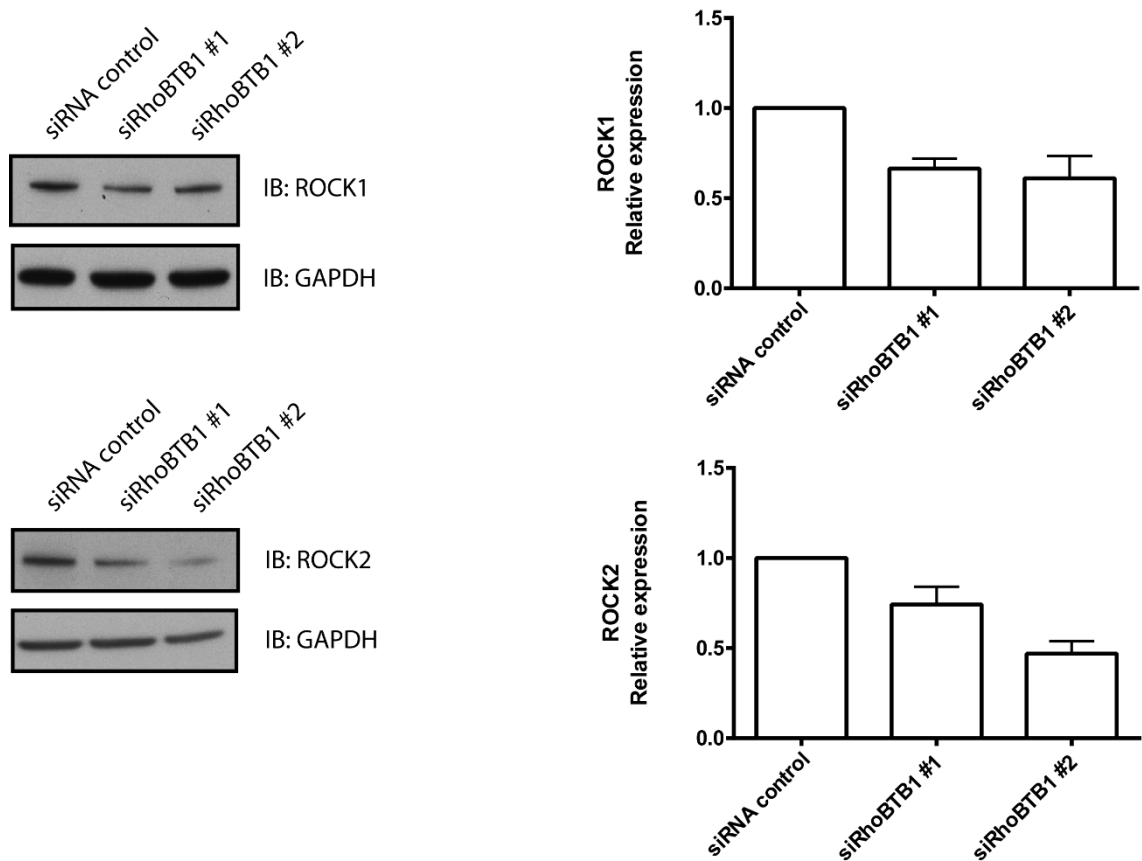 siRNA control
siRhoBTB1 #1
siRhoBTB1 #2
IB: ROCK1
IB: GAPDH
ROCK1
Relative expression
1.5
1.0
0.5
0.0
siRNA control
siRhoBTB1 #1
siRhoBTB1 #2
siRNA control
siRhoBTB1 #1
siRhoBTB1 #2
IB: ROCK2
IB: GAPDH
ROCK2
Relative expression
1.5
1.0
0.5
0.0
siRNA control
siRhoBTB1 #1
siRhoBTB1 #2